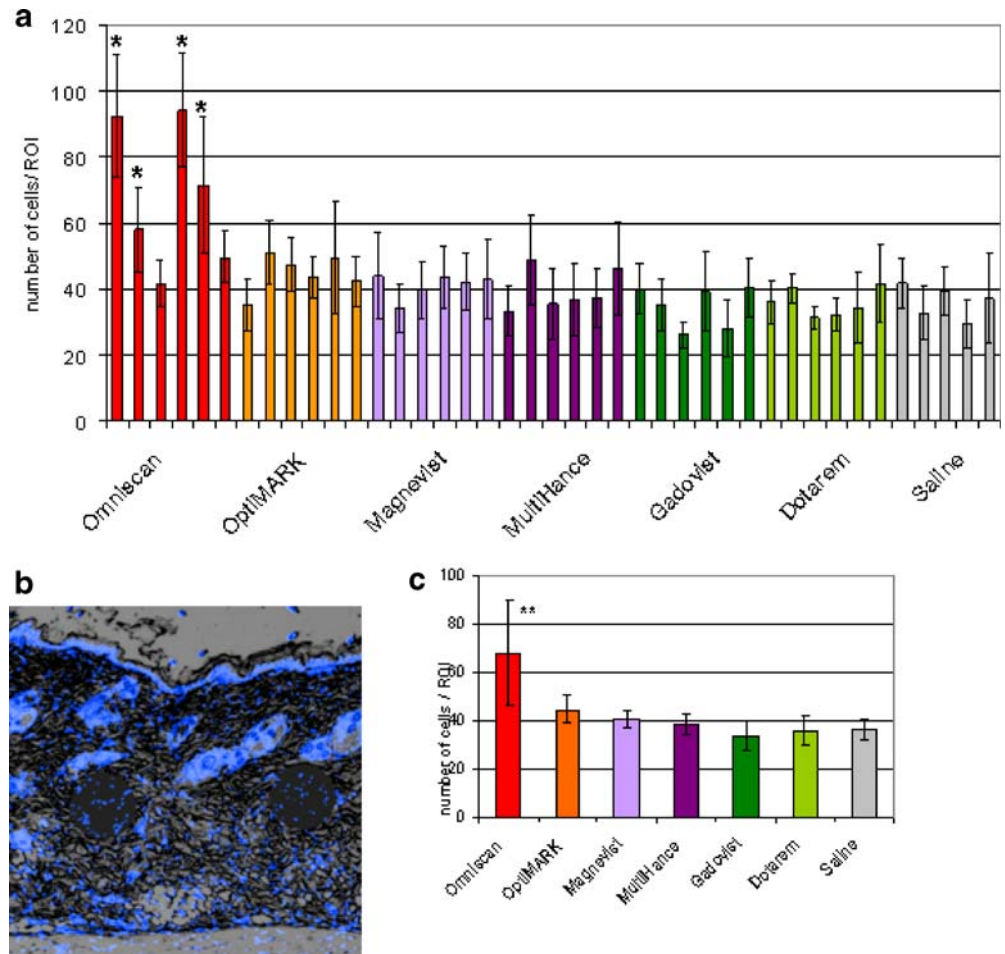 a
120
100
80
60
40
20
0
number of cells/ ROI
* * * *
Omniscan OptiMARK Magnevist MultiHance Gadovist Dotarem Saline
b
c
100
80
60
40
20
0
number of cells / ROI
**
Omniscan OptiMARK Magnevist MultiHance Gadovist Dotarem Saline